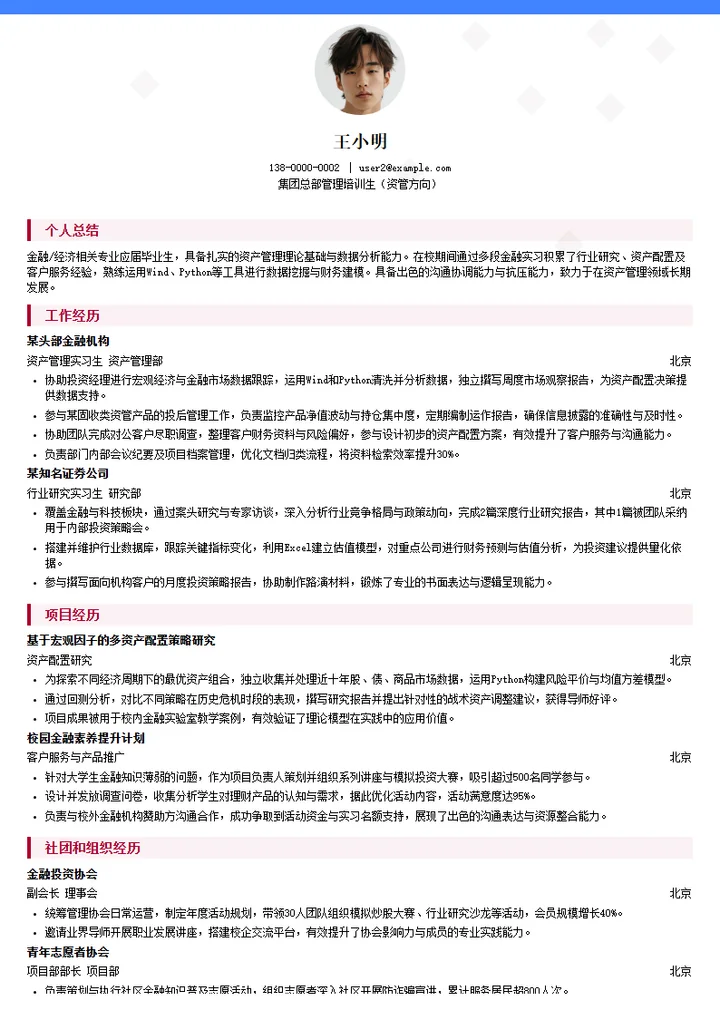 王小明
138-0000-0002 | user2@example.com
集团总部管理培训生（资管方向）
个人总结
金融/经济相关专业应届毕业生，具备扎实的资产管理理论基础与数据分析能力。在校期间通过多段金融实习积累了行业研究、资产配置及
客户服务经验，熟练运用Wind、Python等工具进行数据挖掘与财务建模。具备出色的沟通协调能力与抗压能力，致力于在资产管理领域长期
发展。
工作经历
某头部金融机构
资产管理实习生 资产管理部 北京
• 协助投资经理进行宏观经济与金融市场数据跟踪，运用Wind和Python清洗并分析数据，独立撰写周度市场观察报告，为资产配置决策提
供数据支持。
• 参与某固收类资管产品的投后管理工作，负责监控产品净值波动与持仓集中度，定期编制运作报告，确保信息披露的准确性与及时性。
• 协助团队完成对公客户尽职调查，整理客户财务资料与风险偏好，参与设计初步的资产配置方案，有效提升了客户服务与沟通能力。
• 负责部门内部会议纪要及项目档案管理，优化文档归类流程，将资料检索效率提升30%。
某知名证券公司
行业研究实习生 研究部 北京
• 覆盖金融与科技板块，通过案头研究与专家访谈，深入分析行业竞争格局与政策动向，完成2篇深度行业研究报告，其中1篇被团队采纳
用于内部投资策略会。
• 搭建并维护行业数据库，跟踪关键指标变化，利用Excel建立估值模型，对重点公司进行财务预测与估值分析，为投资建议提供量化依
据。
• 参与撰写面向机构客户的月度投资策略报告，协助制作路演材料，锻炼了专业的书面表达与逻辑呈现能力。
项目经历
基于宏观因子的多资产配置策略研究
资产配置研究 北京
• 为探索不同经济周期下的最优资产组合，独立收集并处理近十年股、债、商品市场数据，运用Python构建风险平价与均值方差模型。
• 通过回测分析，对比不同策略在历史危机时段的表现，撰写研究报告并提出针对性的战术资产调整建议，获得导师好评。
• 项目成果被用于校内金融实验室教学案例，有效验证了理论模型在实践中的应用价值。
校园金融素养提升计划
客户服务与产品推广 北京
• 针对大学生金融知识薄弱的问题，作为项目负责人策划并组织系列讲座与模拟投资大赛，吸引超过500名同学参与。
• 设计并发放调查问卷，收集分析学生对理财产品的认知与需求，据此优化活动内容，活动满意度达95%。
• 负责与校外金融机构赞助方沟通合作，成功争取到活动资金与实习名额支持，展现了出色的沟通表达与资源整合能力。
社团和组织经历
金融投资协会
副会长 理事会 北京
• 统筹管理协会日常运营，制定年度活动规划，带领30人团队组织模拟炒股大赛、行业研究沙龙等活动，会员规模增长40%。
• 邀请业界导师开展职业发展讲座，搭建校企交流平台，有效提升了协会影响力与成员的专业实践能力。
青年志愿者协会
项目部部长 项目部 北京
• 负责策划与执行社区金融知识普及志愿活动，组织志愿者深入社区开展防诈骗宣讲，累计服务居民超800人次。